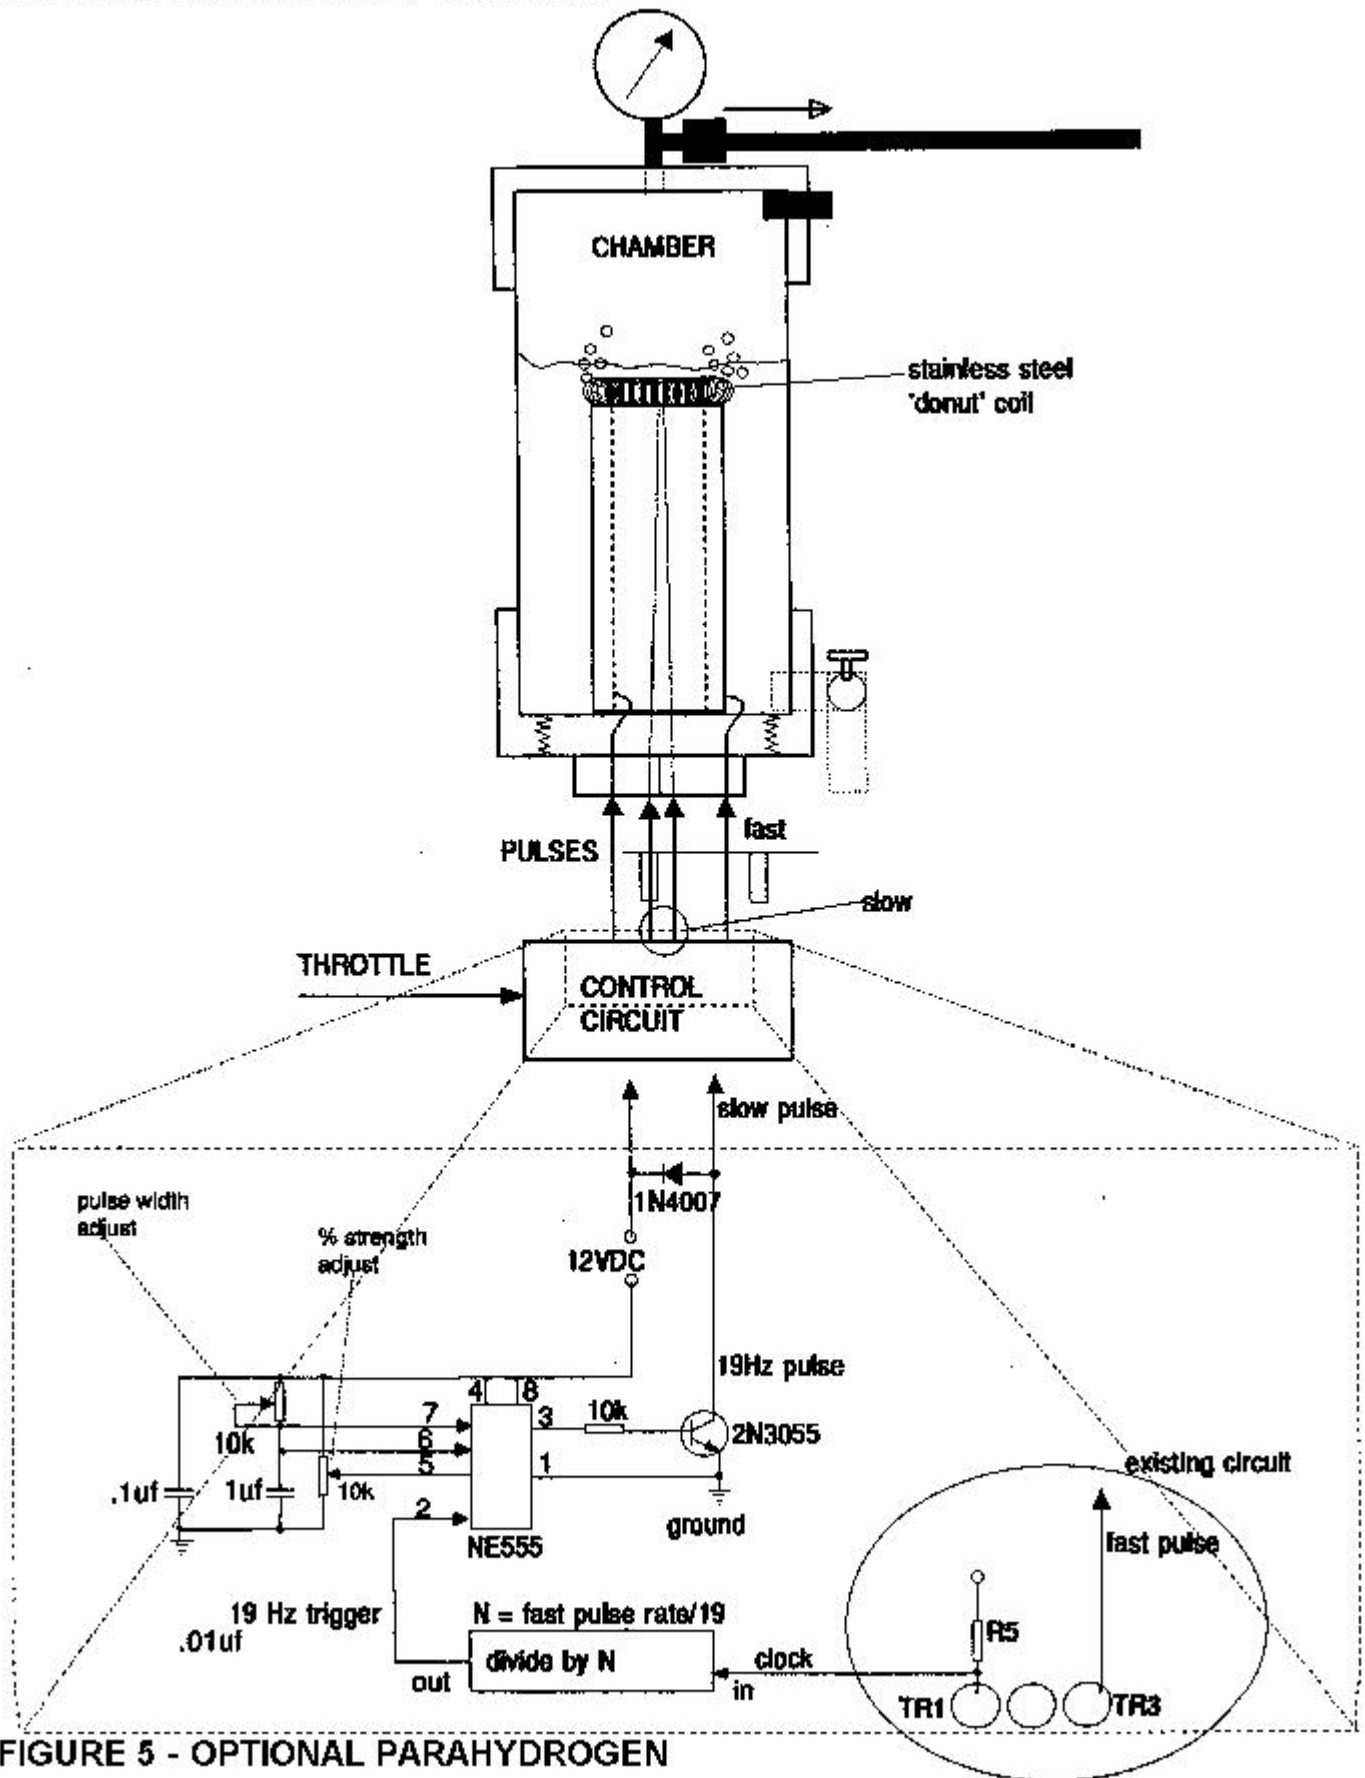 CHAMBER
stainless steel
'donut' coil
PULSES
fast
slow
THROTTLE
CONTROL
CIRCUIT
slow pulse
1N4007
pulse width
adjust
% strength
adjust
12VDC
19Hz pulse
4 8
7
3
10k
2N3055
10k
6
5
1
existing circuit
.1uf
1uf
10k
2
ground
NE555
fast pulse
19 Hz trigger
N = fast pulse rate/19
.01uf
R5
divide by N
clock
out
in
TR1
TR3
FIGURE 5 - OPTIONAL PARAHYDROGEN